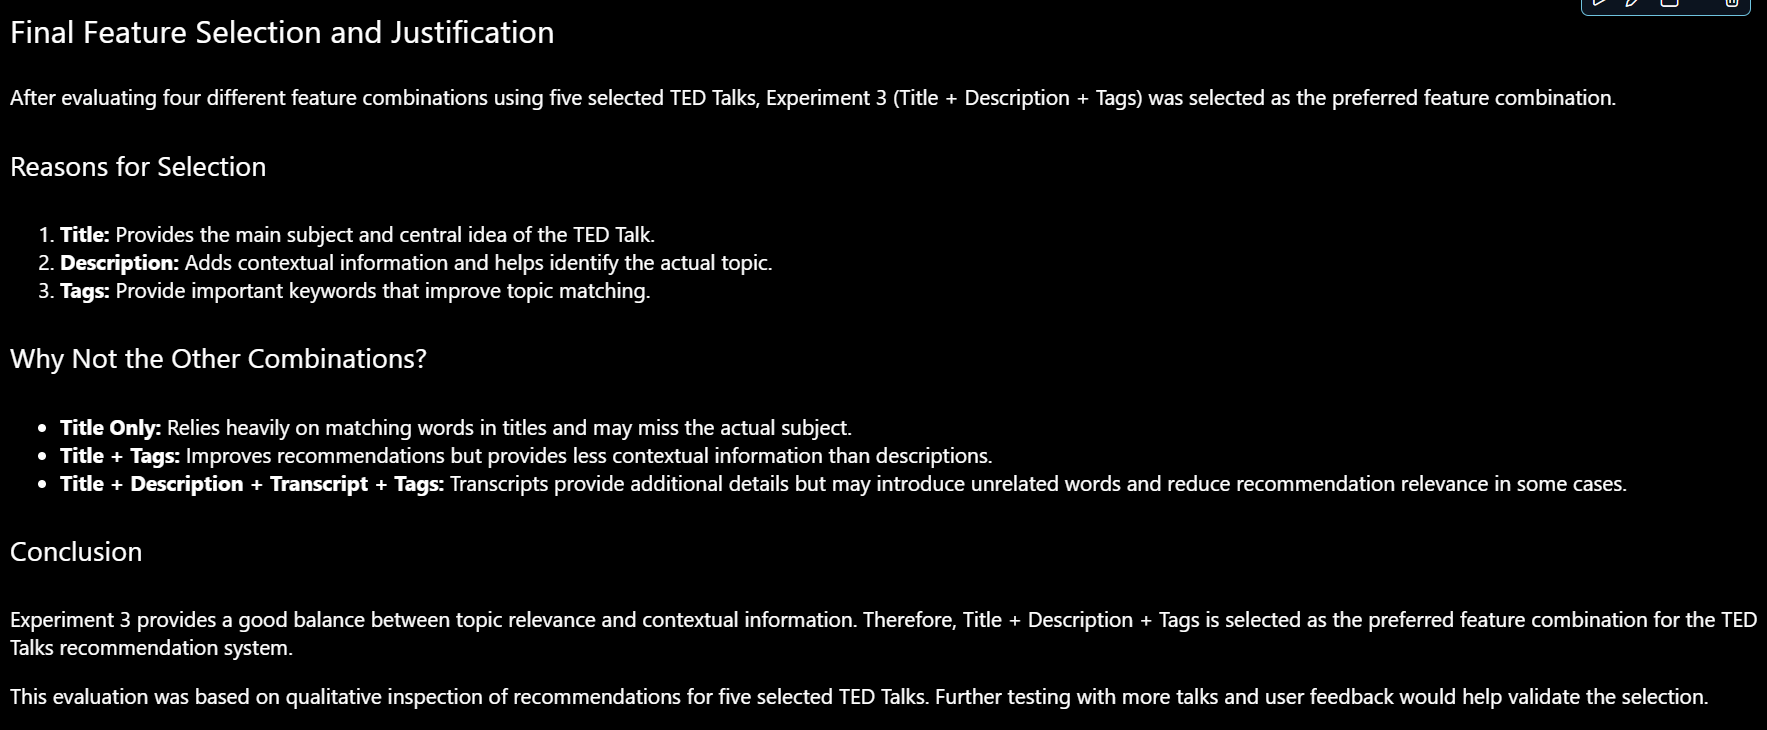 Final Feature Selection and Justification
After evaluating four different feature combinations using five selected TED Talks, Experiment 3 (Title + Description + Tags) was selected as the preferred feature combination.
Reasons for Selection
1. Title: Provides the main subject and central idea of the TED Talk.
2. Description: Adds contextual information and helps identify the actual topic.
3. Tags: Provide important keywords that improve topic matching.
Why Not the Other Combinations?
• Title Only: Relies heavily on matching words in titles and may miss the actual subject.
• Title + Tags: Improves recommendations but provides less contextual information than descriptions.
• Title + Description + Transcript + Tags: Transcripts provide additional details but may introduce unrelated words and reduce recommendation relevance in some cases.
Conclusion
Experiment 3 provides a good balance between topic relevance and contextual information. Therefore, Title + Description + Tags is selected as the preferred feature combination for the TED
Talks recommendation system.
This evaluation was based on qualitative inspection of recommendations for five selected TED Talks. Further testing with more talks and user feedback would help validate the selection.